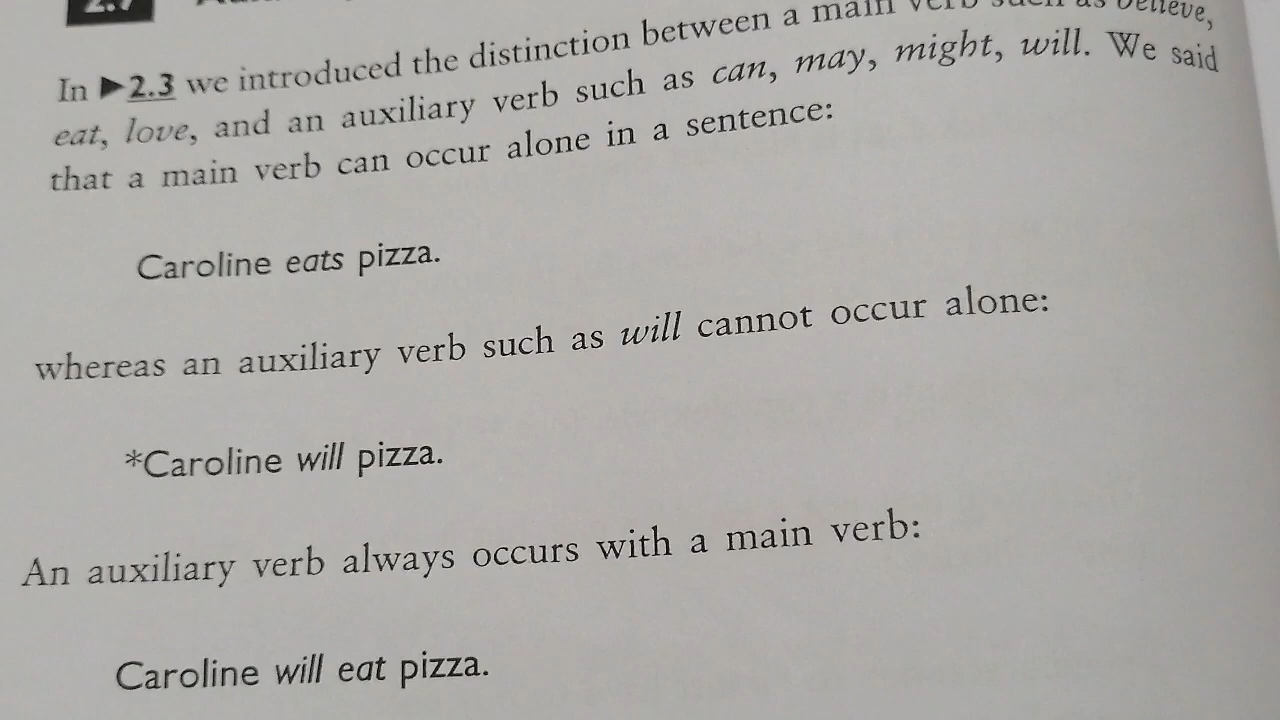 2.7
In ▶2.3 we introduced the distinction between a main verb such as believe,
eat, love, and an auxiliary verb such as can, may, might, will. We said
that a main verb can occur alone in a sentence:
Caroline eats pizza.
whereas an auxiliary verb such as will cannot occur alone:
*Caroline will pizza.
An auxiliary verb always occurs with a main verb:
Caroline will eat pizza.